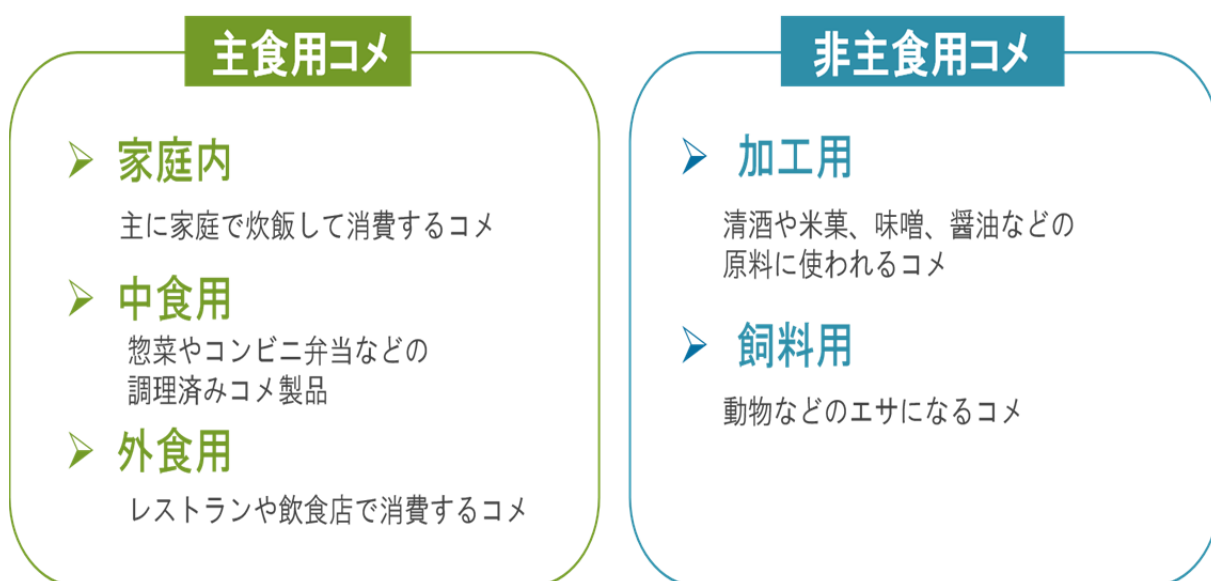 主食用コメ
家庭内
主に家庭で炊飯して消費するコメ
中食用
惣菜やコンビニ弁当などの
調理済みコメ製品
外食用
レストランや飲食店で消費するコメ
非主食用コメ
加工用
清酒や米菓、味噌、醤油などの
原料に使われるコメ
飼料用
動物などのエサになるコメ